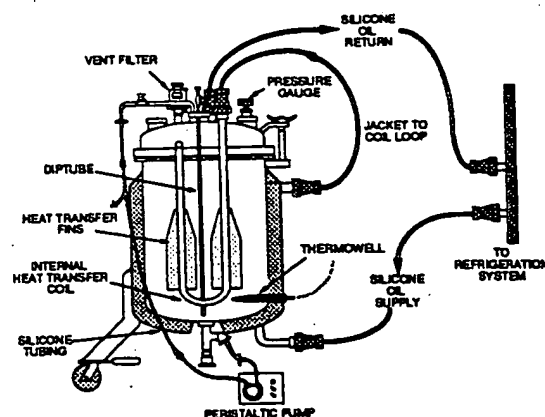 SILICONE
OIL
RETURN
VENT FILTER
PRESSURE
GAUGE
JACKET TO
COIL LOOP
DIPTUBE
HEAT TRANSFER
FINS
THERMOWELL
INTERNAL
HEAT TRANSFER
COIL
TO
REFRIGERATION
SYSTEM
SILICONE
OIL
SUPPLY
SILICONE
TUBING
PERISTALTIC PUMP